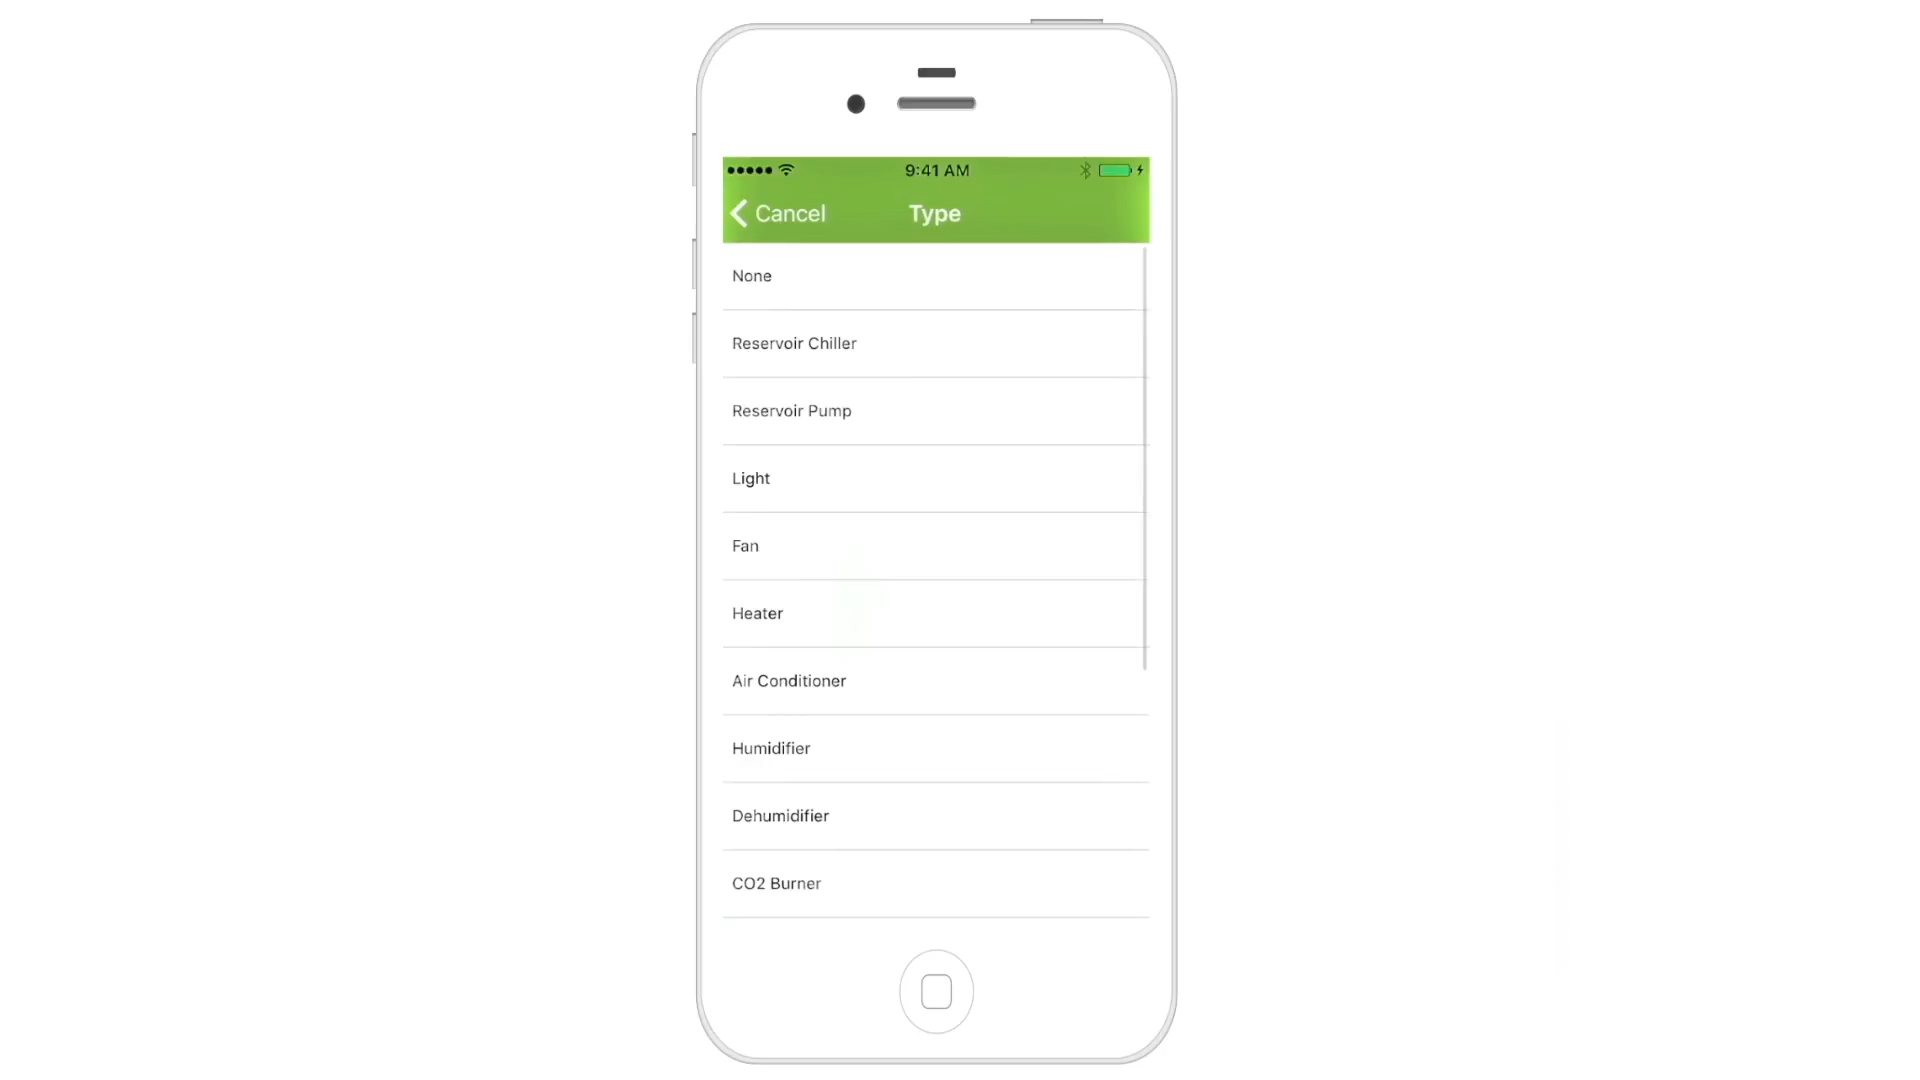 9:41 AM
Cancel
Type
None
Reservoir Chiller
Reservoir Pump
Light
Fan
Heater
Air Conditioner
Humidifier
Dehumidifier
CO2 Burner